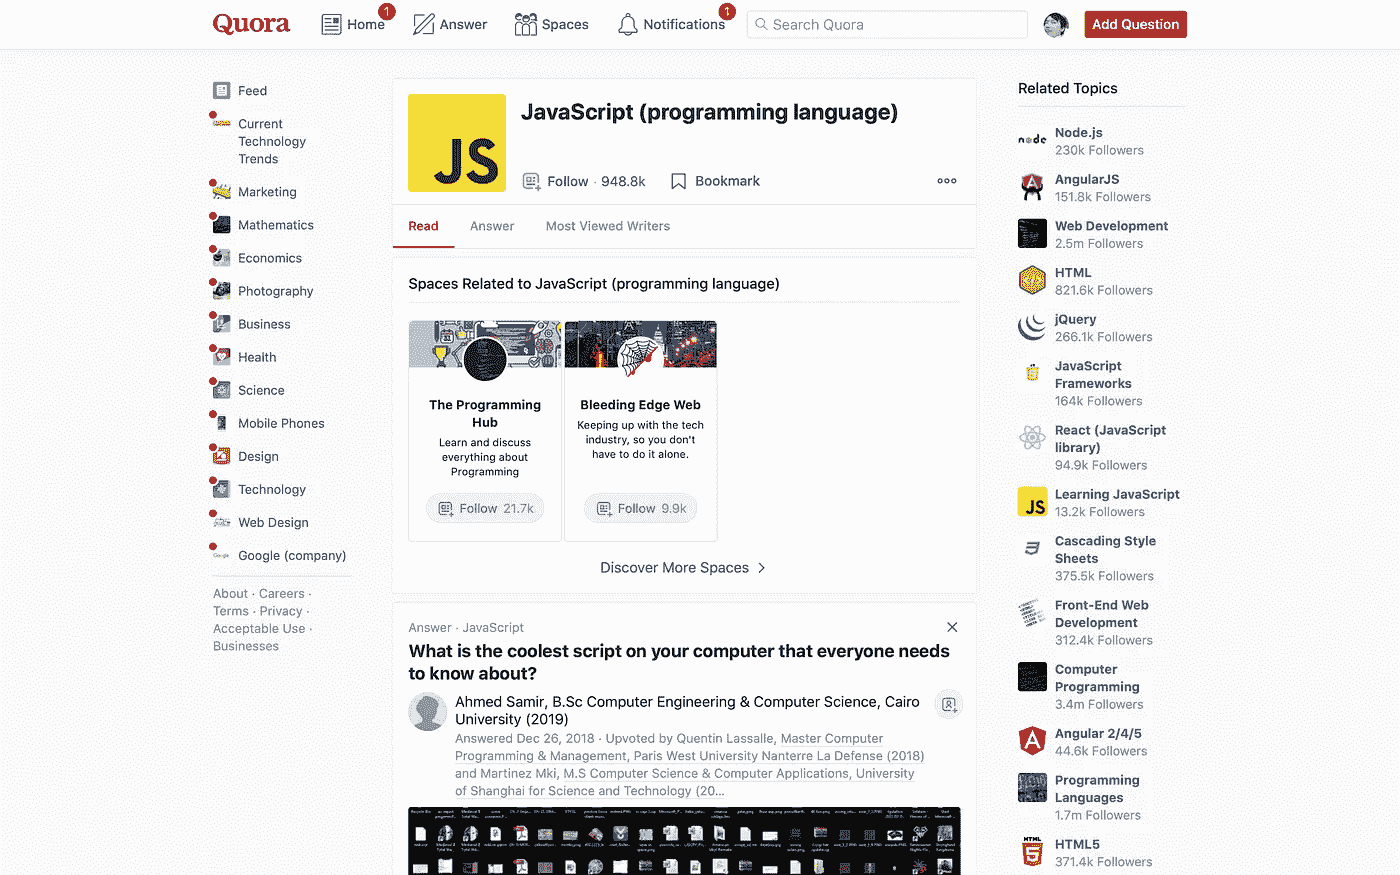 Quora
Home
1
Answer
Spaces
Notifications
1
Search Quora
Add Question
Feed
Current
Technology
Trends
Marketing
Mathematics
Economics
Photography
Business
Health
Science
Mobile Phones
Design
Technology
Web Design
Google (company)
About · Careers ·
Terms · Privacy ·
Acceptable Use ·
Businesses
JS
JavaScript (programming language)
Follow · 948.8k
Bookmark
Read
Answer
Most Viewed Writers
Spaces Related to JavaScript (programming language)
The Programming
Hub
Learn and discuss
everything about
Programming
Follow 21.7k
Bleeding Edge Web
Keeping up with the tech
industry, so you don't
have to do it alone.
Follow 9.9k
Discover More Spaces
Answer · JavaScript
What is the coolest script on your computer that everyone needs
to know about?
Ahmed Samir, B.Sc Computer Engineering & Computer Science, Cairo
University (2019)
Answered Dec 26, 2018 · Upvoted by Quentin Lassalle, Master Computer
Programming & Management, Paris West University Nanterre La Defense (2018)
and Martinez Mki, M.S Computer Science & Computer Applications, University
of Shanghai for Science and Technology (20...
Related Topics
node
Node.js
230k Followers
AngularJS
151.8k Followers
Web Development
2.5m Followers
HTML
821.6k Followers
jQuery
266.1k Followers
JavaScript
Frameworks
164k Followers
React (JavaScript
library)
94.9k Followers
JS
Learning JavaScript
13.2k Followers
Cascading Style
Sheets
375.5k Followers
Front-End Web
Development
312.4k Followers
Computer
Programming
3.4m Followers
Angular 2/4/5
44.6k Followers
Programming
Languages
1.7m Followers
HTML
5
HTML5
371.4k Followers